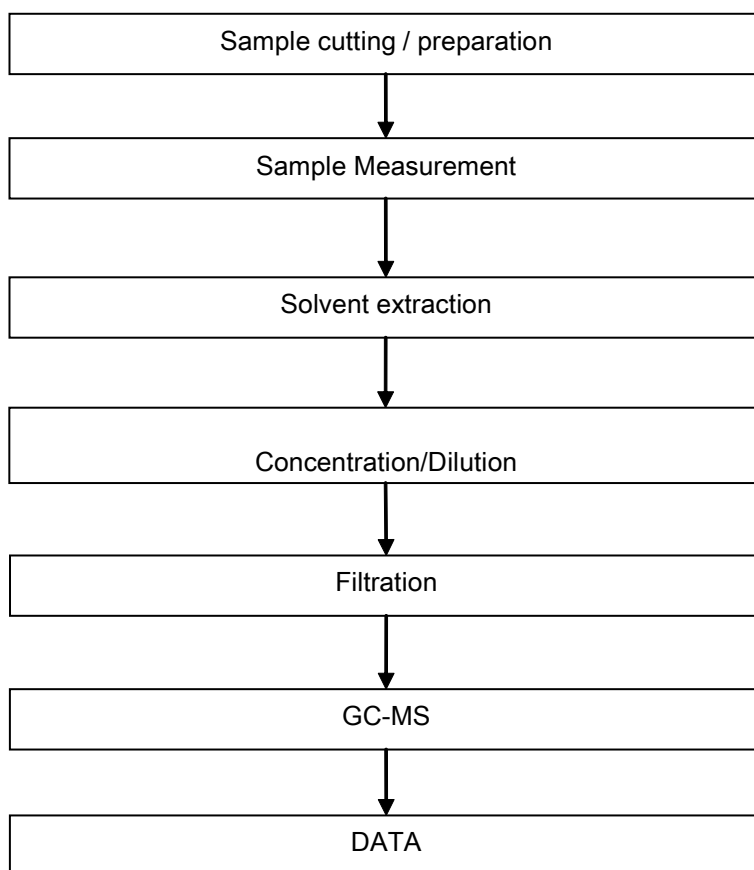 Sample cutting / preparation
Sample Measurement
Solvent extraction
Concentration/Dilution
Filtration
GC-MS
DATA